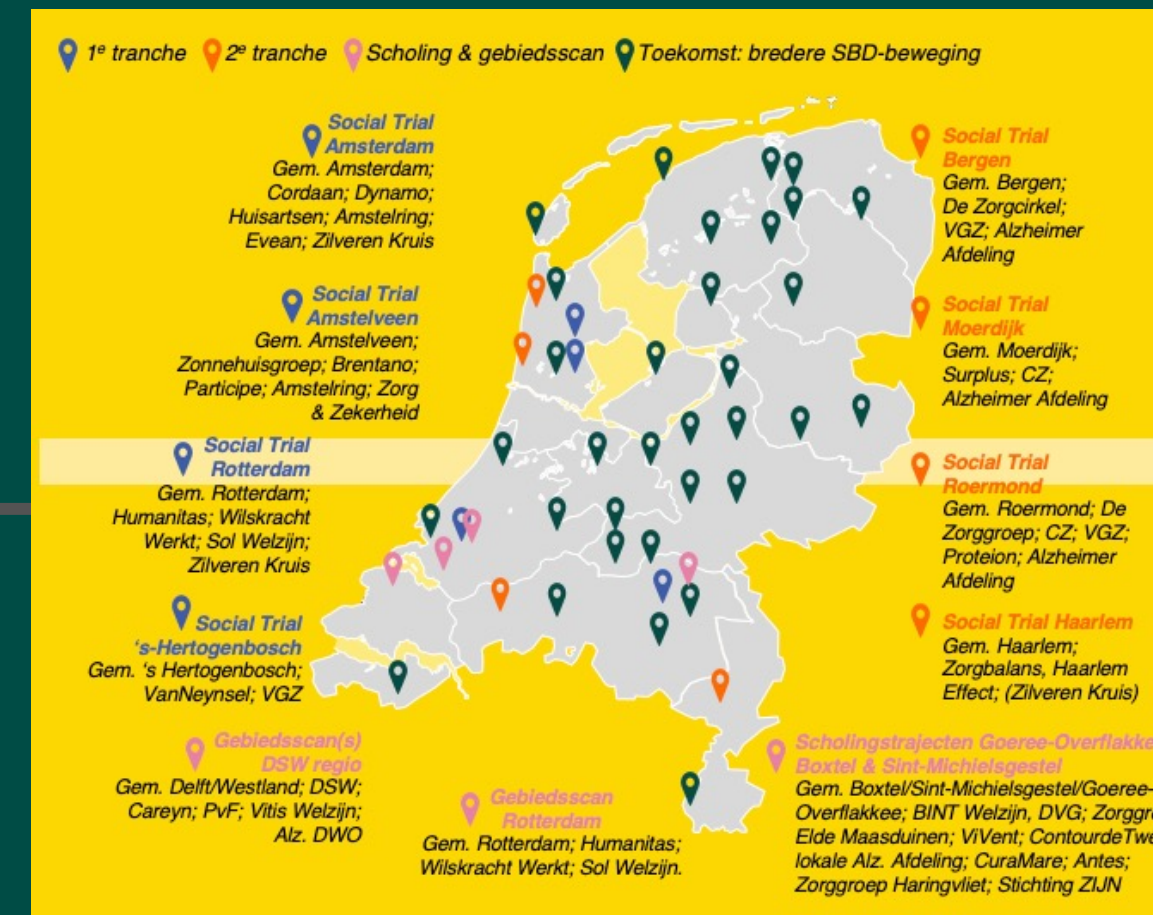 1e tranche 2e tranche Scholing & gebiedsscan Toekomst: bredere SBD-beweging
Social Trial
Amsterdam
Gem. Amsterdam;
Cordaan; Dynamo;
Huisartsen; Amstelring;
Evean; Zilveren Kruis
Social Trial
Amstelveen
Gem. Amstelveen;
Zonnehuisgroep; Brentano;
Participe; Amstelring; Zorg
& Zekerheid
Social Trial
Rotterdam
Gem. Rotterdam;
Humanitas; Wilskracht
Werkt; Sol Welzijn;
Zilveren Kruis
Social Trial
‘s-Hertogenbosch
Gem. ‘s Hertogenbosch;
VanNeynsel; VGZ
Gebiedsscan(s)
DSW regio
Gem. Delft/Westland; DSW;
Careyn; PvF; Vitis Welzijn;
Alz. DWO
Gebiedsscan
Rotterdam
Gem. Rotterdam; Humanitas;
Wilskracht Werkt; Sol Welzijn.
Social Trial
Bergen
Gem. Bergen;
De Zorgcirkel;
VGZ; Alzheimer
Afdeling
Social Trial
Moerdijk
Gem. Moerdijk;
Surplus; CZ;
Alzheimer Afdeling
Social Trial
Roermond
Gem. Roermond; De
Zorggroep; CZ; VGZ;
Proteion; Alzheimer
Afdeling
Social Trial Haarlem
Gem. Haarlem;
Zorgbalans, Haarlem
Effect; (Zilveren Kruis)
Scholingstrajecten Goeree-Overflakke
Boxtel & Sint-Michielsgestel
Gem. Boxtel/Sint-Michielsgestel/Goeree-
Overflakkee; BINT Welzijn, DVG;
Elde Maasduinen; ViVent;
lokale Alz. Afdeling; CuraMare; Antes;
Zorggroep Haringvliet; Stichting ZIJN